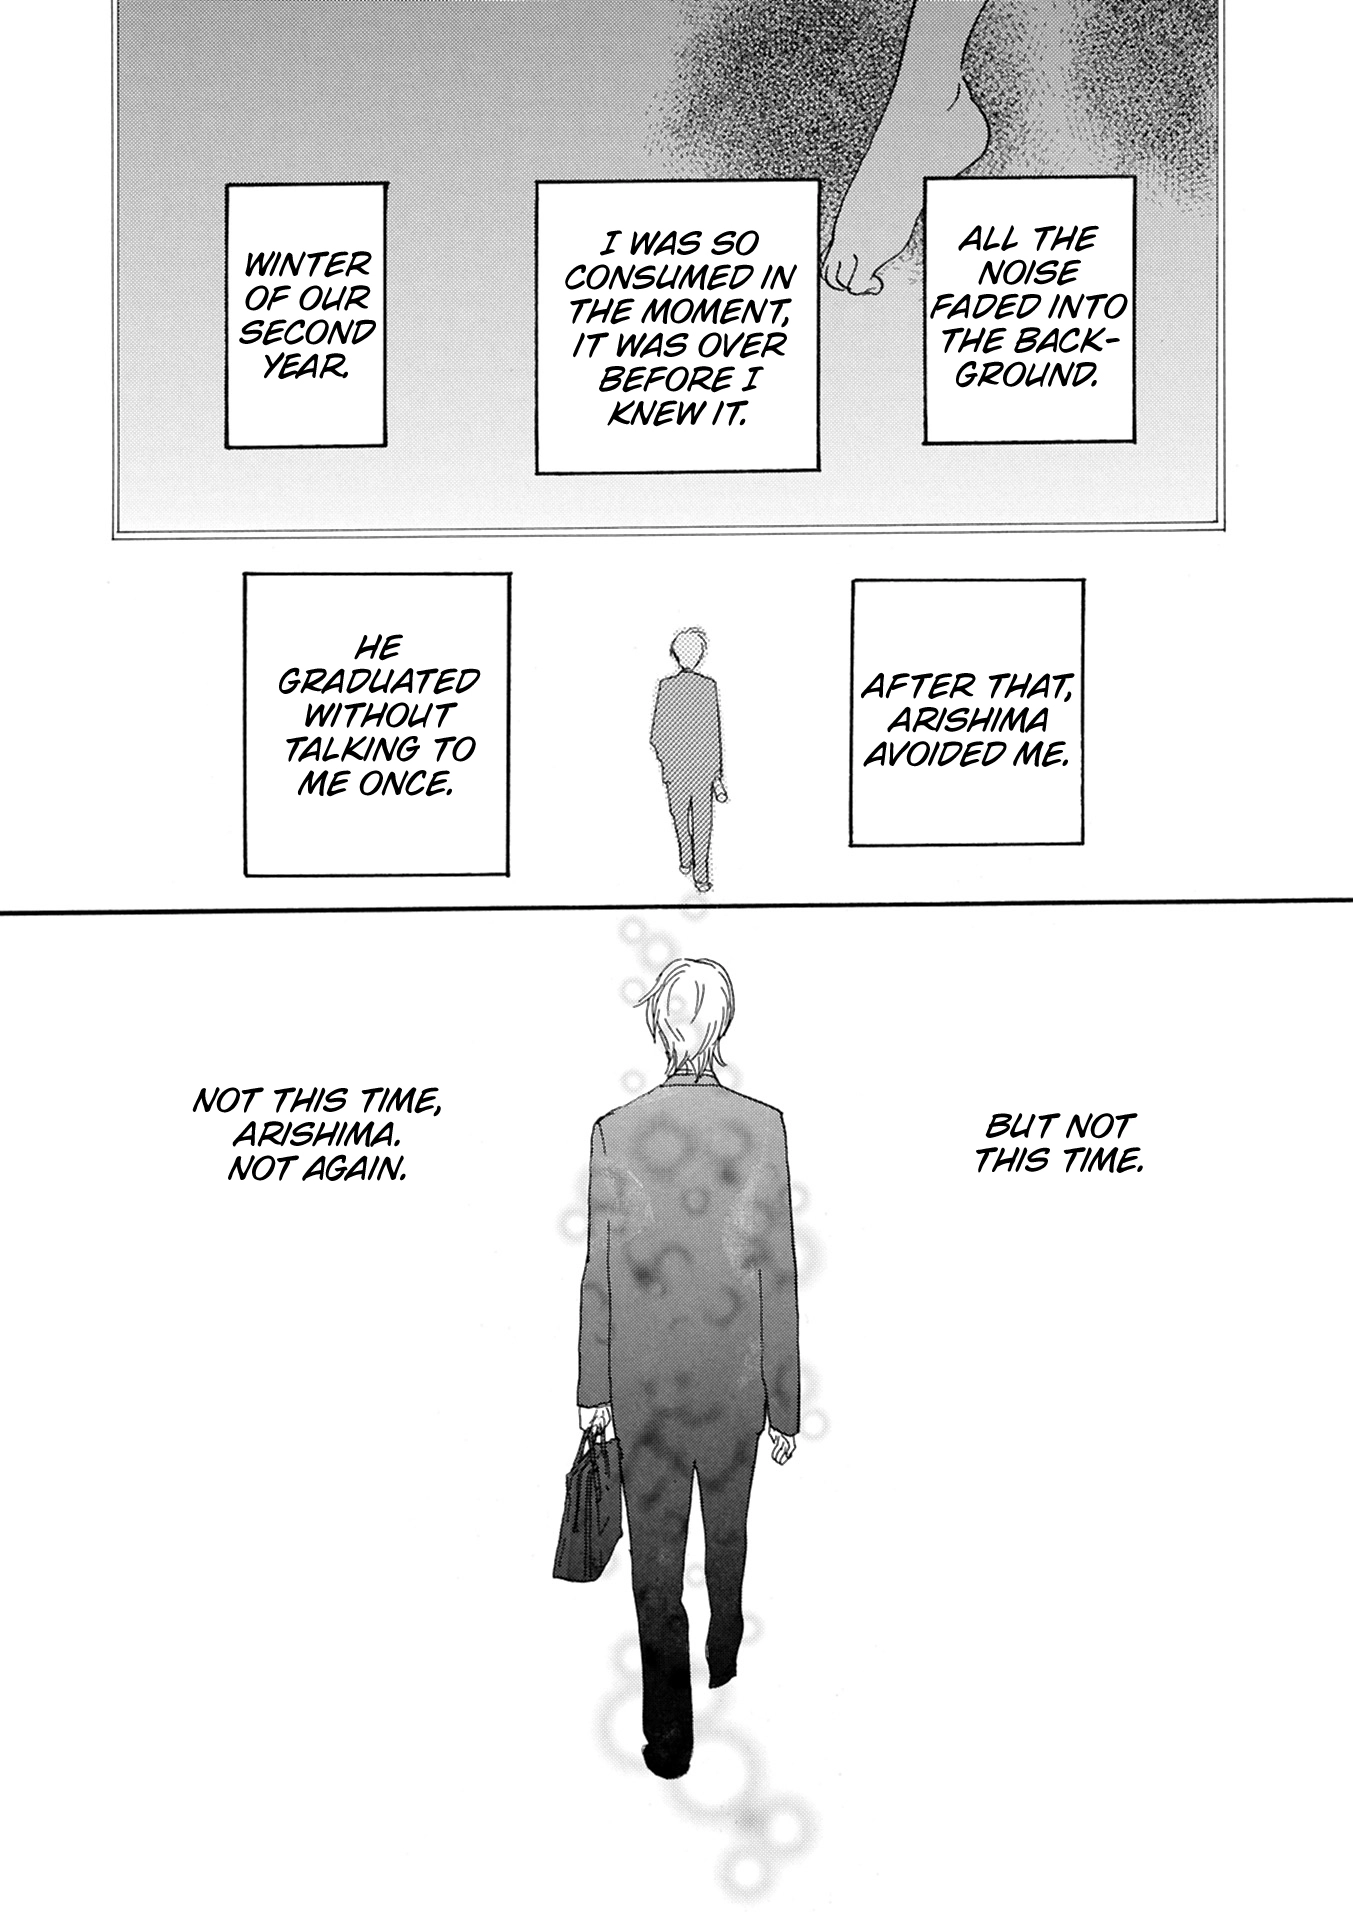 ALL THE
NOISE
FADED INTO
THE BACK-
GROUND.
I WAS SO
CONSUMED IN
THE MOMENT,
IT WAS OVER
BEFORE I
KNEW IT.
WINTER
OF OUR
SECOND
YEAR.
AFTER THAT,
ARISHIMA
AVOIDED ME.
HE
GRADUATED
WITHOUT
TALKING TO
ME ONCE.
BUT NOT
THIS TIME.
NOT THIS TIME,
ARISHIMA.
NOT AGAIN.